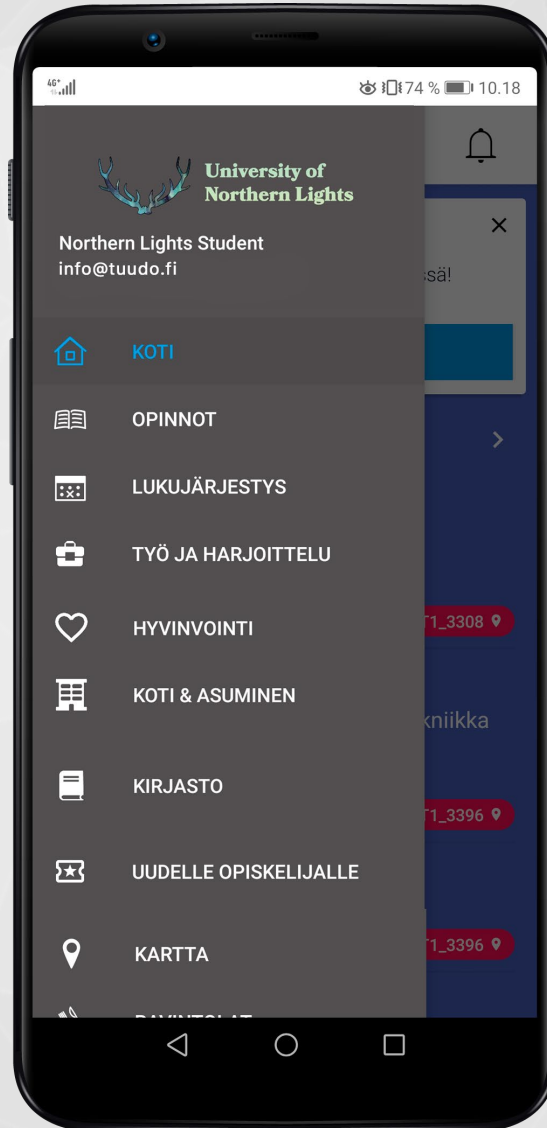 4G+
74 % 10.18
University of
Northern Lights
Northern Lights Student
info@tuudo.fi
ssä!
KOTI
OPINNOT
LUKUJÄRJESTYS
TYÖ JA HARJOITTELU
HYVINVOINTI
T1_3308
KOTI & ASUMINEN
kniikka
KIRJASTO
T1_3396
UUDELLE OPISKELIJALLE
KARTTA
T1_3396
RAVINTOLAT